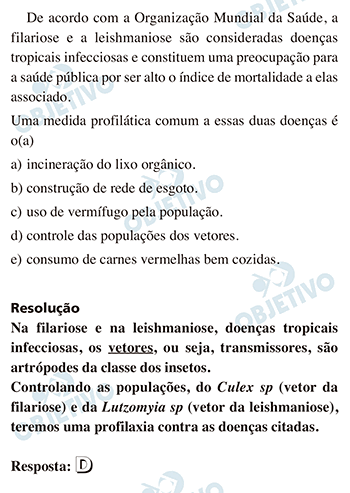 De acordo com a Organização Mundial da Saúde, a
filariose e a leishmaniose são consideradas doenças
tropicais infecciosas e constituem uma preocupação para
a saúde pública por ser alto o índice de mortalidade a elas
associado.
Uma medida profilática comum a essas duas doenças é
o(a)
a) incineração do lixo orgânico.
b) construção de rede de esgoto.
c) uso de vermífugo pela população.
d) controle das populações dos vetores.
e) consumo de carnes vermelhas bem cozidas.
Resolução
Na filariose e na leishmaniose, doenças tropicais
infecciosas, os vetores, ou seja, transmissores, são
artrópodes da classe dos insetos.
Controlando as populações, do Culex sp (vetor da
filariose) e da Lutzomyia sp (vetor da leishmaniose),
teremos uma profilaxia contra as doenças citadas.
Resposta: D
OBJETIVO
OBJETIVO
OBJETIVO
OBJETIVO
OBJETIVO